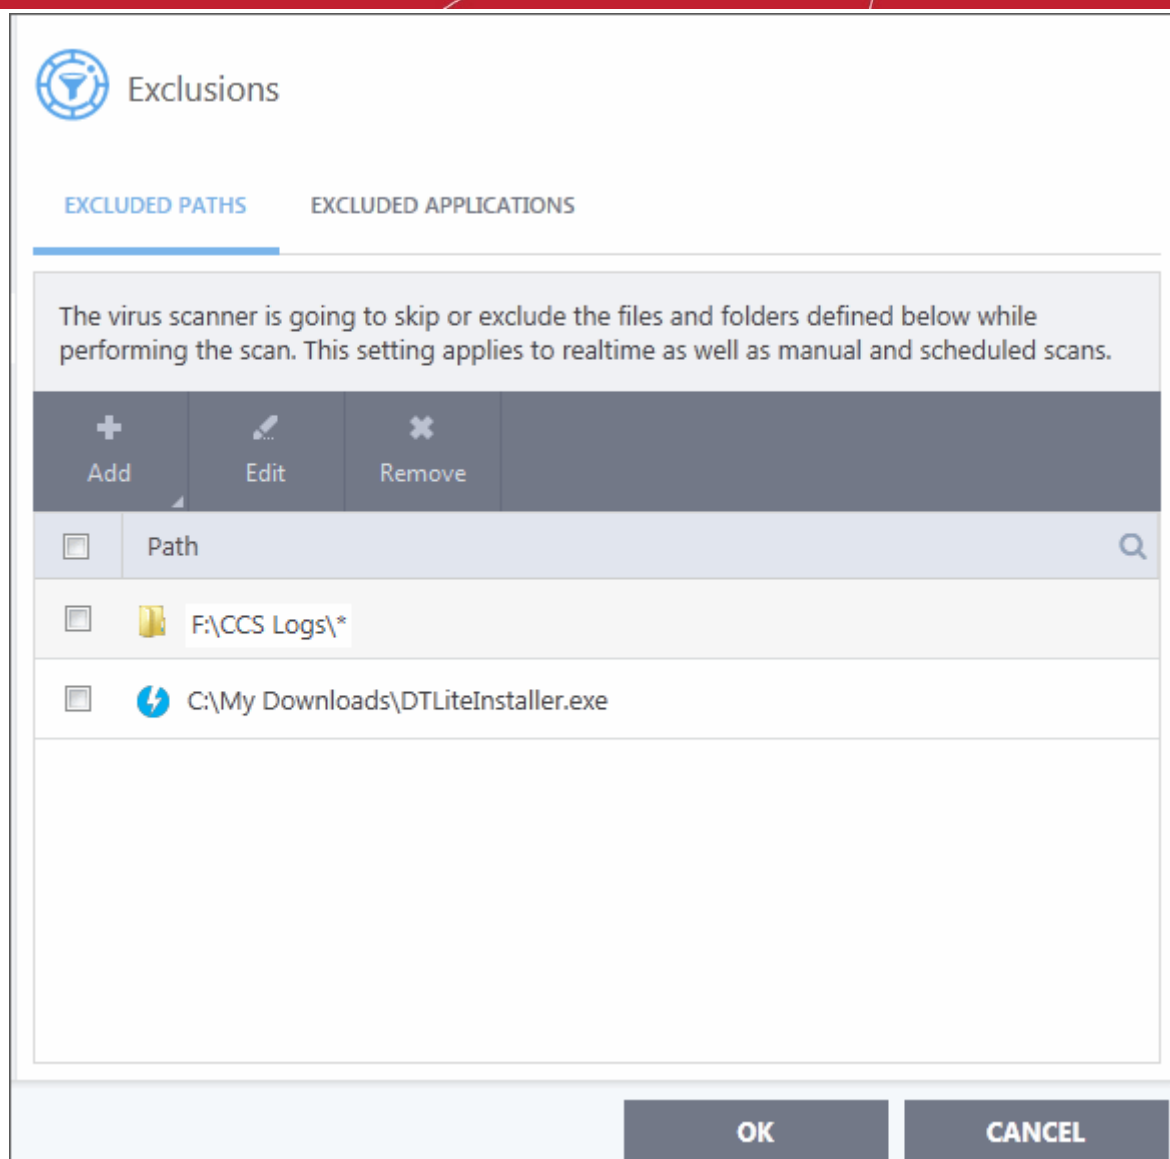 Exclusions
EXCLUDED PATHS EXCLUDED APPLICATIONS
The virus scanner is going to skip or exclude the files and folders defined below while
performing the scan. This setting applies to realtime as well as manual and scheduled scans.
Add Edit Remove
Path
F:\CCS Logs\*
C:\My Downloads\DTLiteInstaller.exe
OK CANCEL